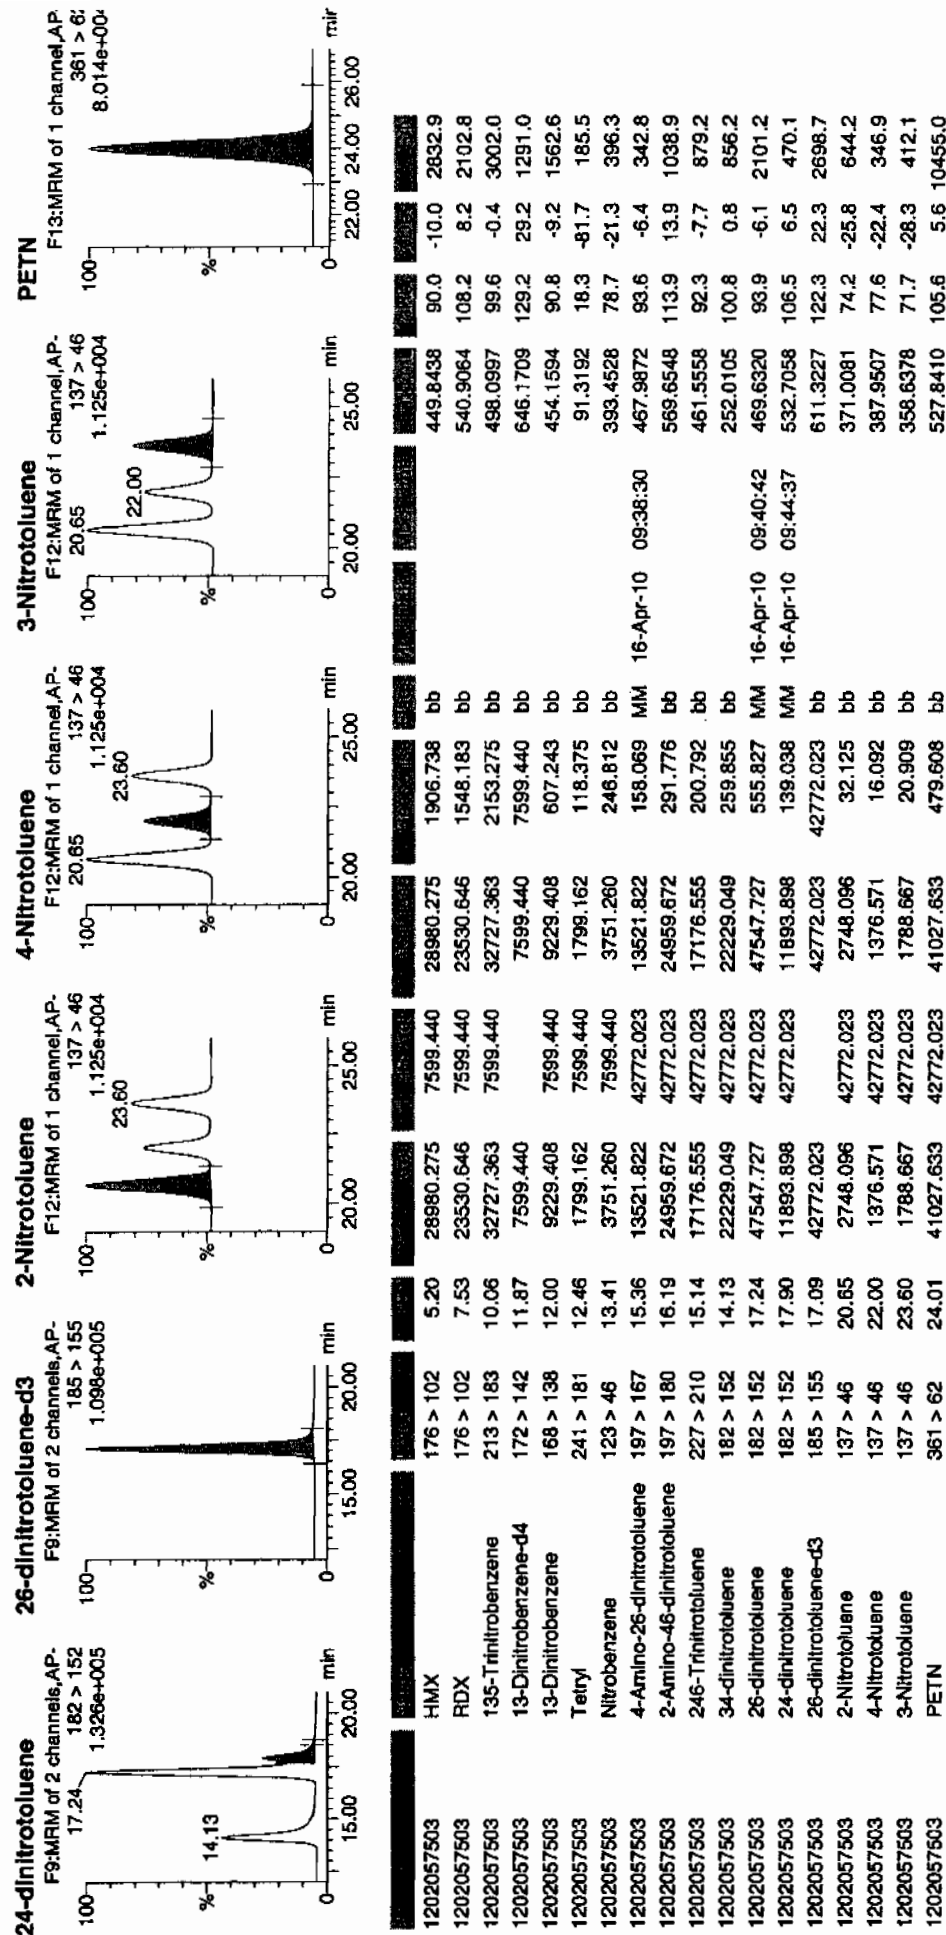 24-dinitrotoluene
F9:MRM of 2 channels,AP-
182 > 152
1.326e+005
17.24
14.13
100
%
0
15.00
20.00
min
26-dinitrotoluene-d3
F9:MRM of 2 channels,AP-
185 > 155
1.098e+005
100
%
0
15.00
20.00
min
2-Nitrotoluene
F12:MRM of 1 channel,AP-
137 > 46
1.125e+004
23.60
100
%
0
20.00
25.00
min
4-Nitrotoluene
F12:MRM of 1 channel,AP-
137 > 46
1.125e+004
20.65
23.60
100
%
0
20.00
25.00
min
3-Nitrotoluene
F12:MRM of 1 channel,AP-
137 > 46
1.125e+004
20.65
22.00
100
%
0
20.00
25.00
min
PETN
F13:MRM of 1 channel,AP-
361 > 62
8.014e+004
100
%
0
22.00
24.00
26.00
min
1202057503 HMX 176 > 102 5.20 28980.275 7599.440 28980.275 1906.738 bb 449.8438 90.0 -10.0 2832.9
1202057503 RDX 176 > 102 7.53 23530.646 7599.440 23530.646 1548.183 bb 540.9064 108.2 8.2 2102.8
1202057503 135-Trinitrobenzene 213 > 183 10.06 32727.363 7599.440 32727.363 2153.275 bb 498.0997 99.6 -0.4 3002.0
1202057503 13-Dinitrobenzene-d4 172 > 142 11.87 7599.440 7599.440 7599.440 bb 646.1709 129.2 29.2 1291.0
1202057503 13-Dinitrobenzene 168 > 138 12.00 9229.408 7599.440 9229.408 607.243 bb 454.1594 90.8 -9.2 1562.6
1202057503 Tetryl 241 > 181 12.46 1799.162 7599.440 1799.162 118.375 bb 91.3192 18.3 -81.7 185.5
1202057503 Nitrobenzene 123 > 46 13.41 3751.260 7599.440 3751.260 246.812 bb 393.4528 78.7 -21.3 396.3
1202057503 4-Amino-26-dinitrotoluene 197 > 167 15.36 13521.822 42772.023 13521.822 158.069 MM 16-Apr-10 09:38:30 467.9872 93.6 -6.4 342.8
1202057503 2-Amino-46-dinitrotoluene 197 > 180 16.19 24959.672 42772.023 24959.672 291.776 bb 569.6548 113.9 13.9 1038.9
1202057503 246-Trinitrotoluene 227 > 210 15.14 17176.555 42772.023 17176.555 200.792 bb 461.5558 92.3 -7.7 879.2
1202057503 34-dinitrotoluene 182 > 152 14.13 22229.049 42772.023 22229.049 259.855 bb 252.0105 100.8 0.8 856.2
1202057503 26-dinitrotoluene 182 > 152 17.24 47547.727 42772.023 47547.727 555.827 MM 16-Apr-10 09:40:42 469.6320 93.9 -6.1 2101.2
1202057503 24-dinitrotoluene 182 > 152 17.90 11893.898 42772.023 11893.898 139.038 MM 16-Apr-10 09:44:37 532.7058 106.5 6.5 470.1
1202057503 26-dinitrotoluene-d3 185 > 155 17.09 42772.023 42772.023 42772.023 bb 611.3227 122.3 22.3 2698.7
1202057503 2-Nitrotoluene 137 > 46 20.65 2748.096 42772.023 2748.096 32.125 bb 371.0081 74.2 -25.8 644.2
1202057503 4-Nitrotoluene 137 > 46 22.00 1376.571 42772.023 1376.571 16.092 bb 387.9507 77.6 -22.4 346.9
1202057503 3-Nitrotoluene 137 > 46 23.60 1788.667 42772.023 1788.667 20.909 bb 358.6378 71.7 -28.3 412.1
1202057503 PETN 361 > 62 24.01 41027.633 42772.023 41027.633 479.608 bb 527.8410 105.6 5.6 10455.0